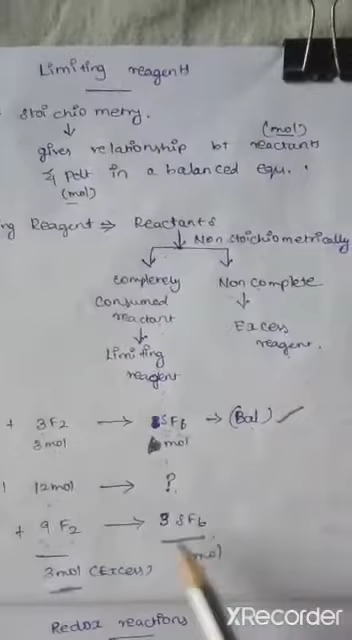 Limiting reagents
Stoichiometry.
(mol)
gives relationship bt reactants
& pdt in a balanced equ..
(mol)
ng Reagent ⇒ Reactants
Non stoichiometrically
completely Non complete
consumed
reactant Excess
reagent.
Limiting
reagent
+ 3F2 → SF6 → (Bal) ✓
3mol mol
12mol → ?
+ 9F2 → 3SF6
mol
3mol (Excess)
Redox reactions
XRecorder